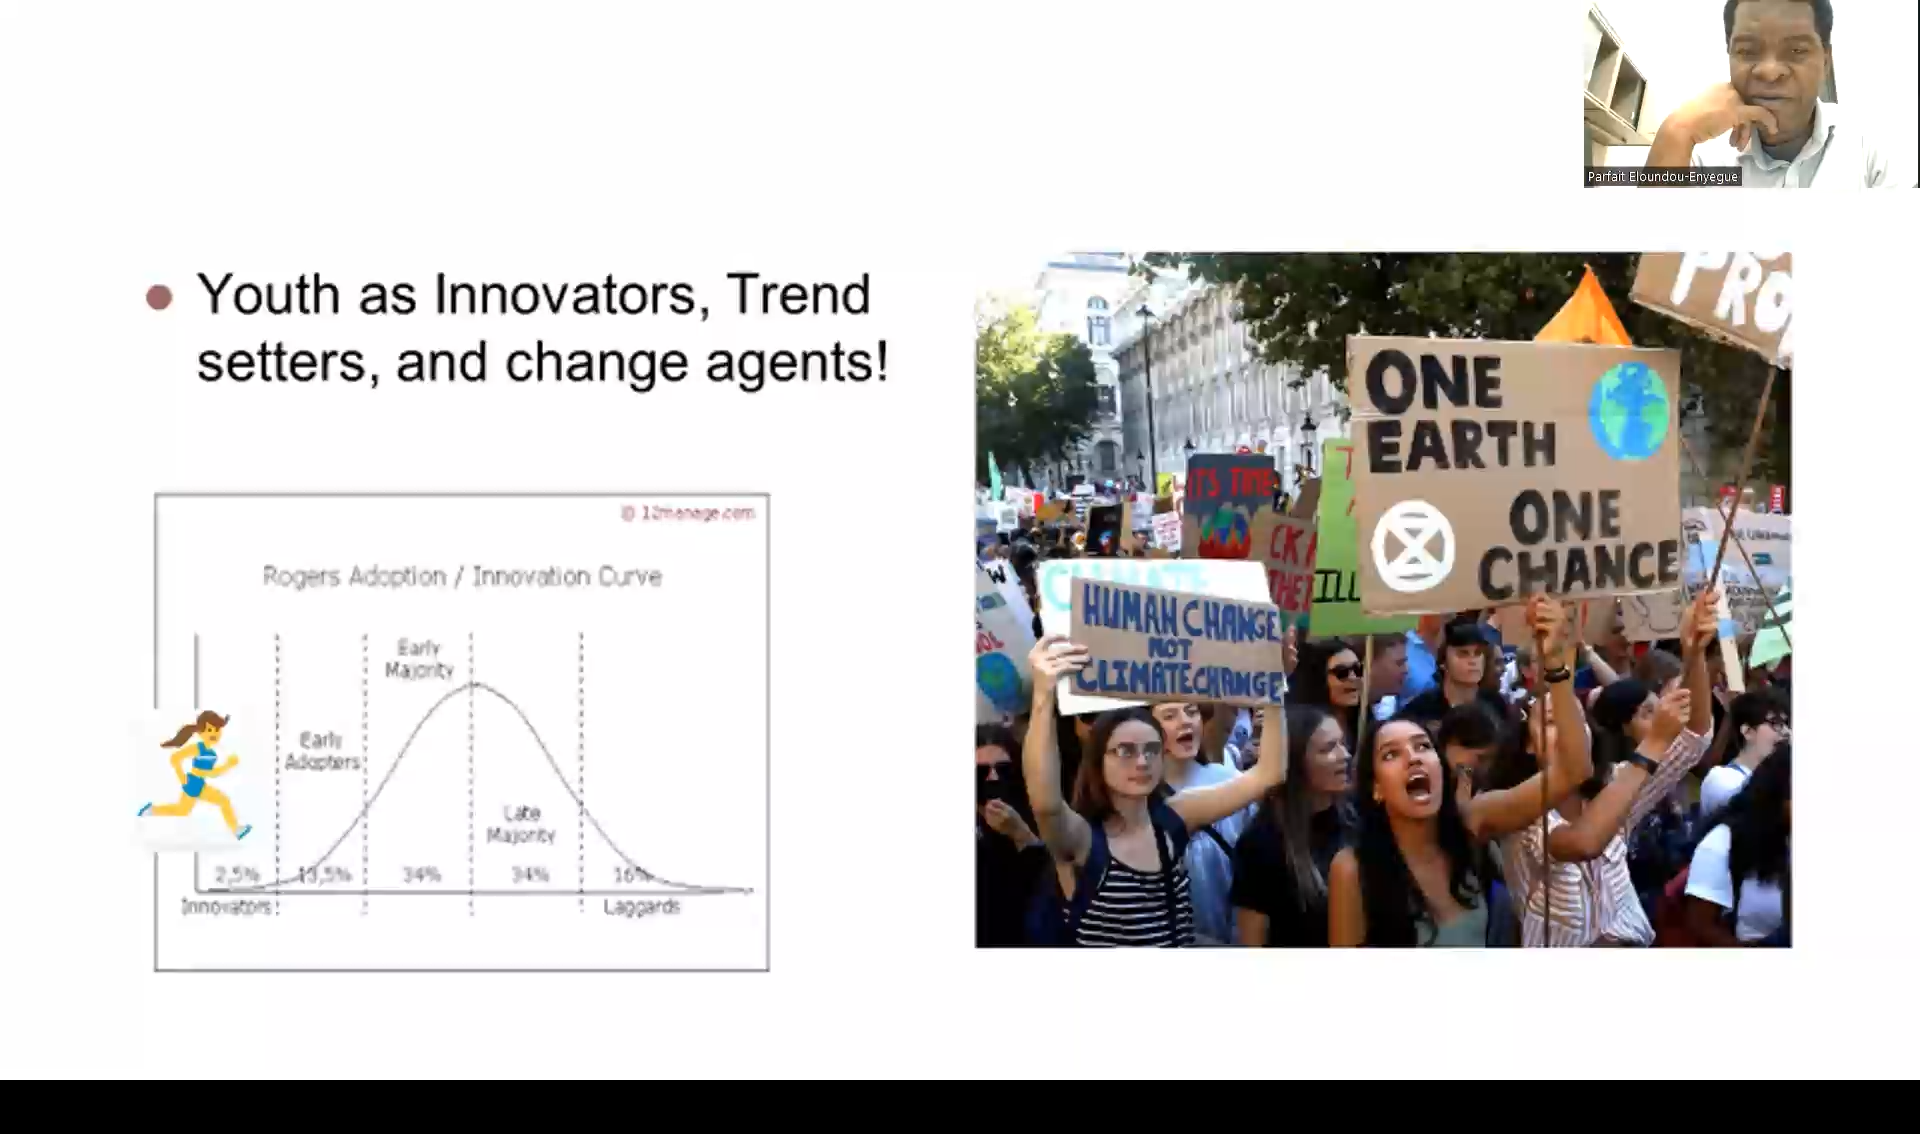 Parfait Eloundou-Enyegue
Youth as Innovators, Trend
setters, and change agents!
© 12manage.com
Rogers Adoption / Innovation Curve
Early
Majority
Early
Adopters
Late
Majority
2,5%
13,5%
34%
34%
16%
Innovators
Laggards
PRO
ONE
EARTH
ONE
CHANCE
IT'S TIME
CLIMATE
HUMAN CHANGE
NOT
CLIMATE CHANGE
ILL